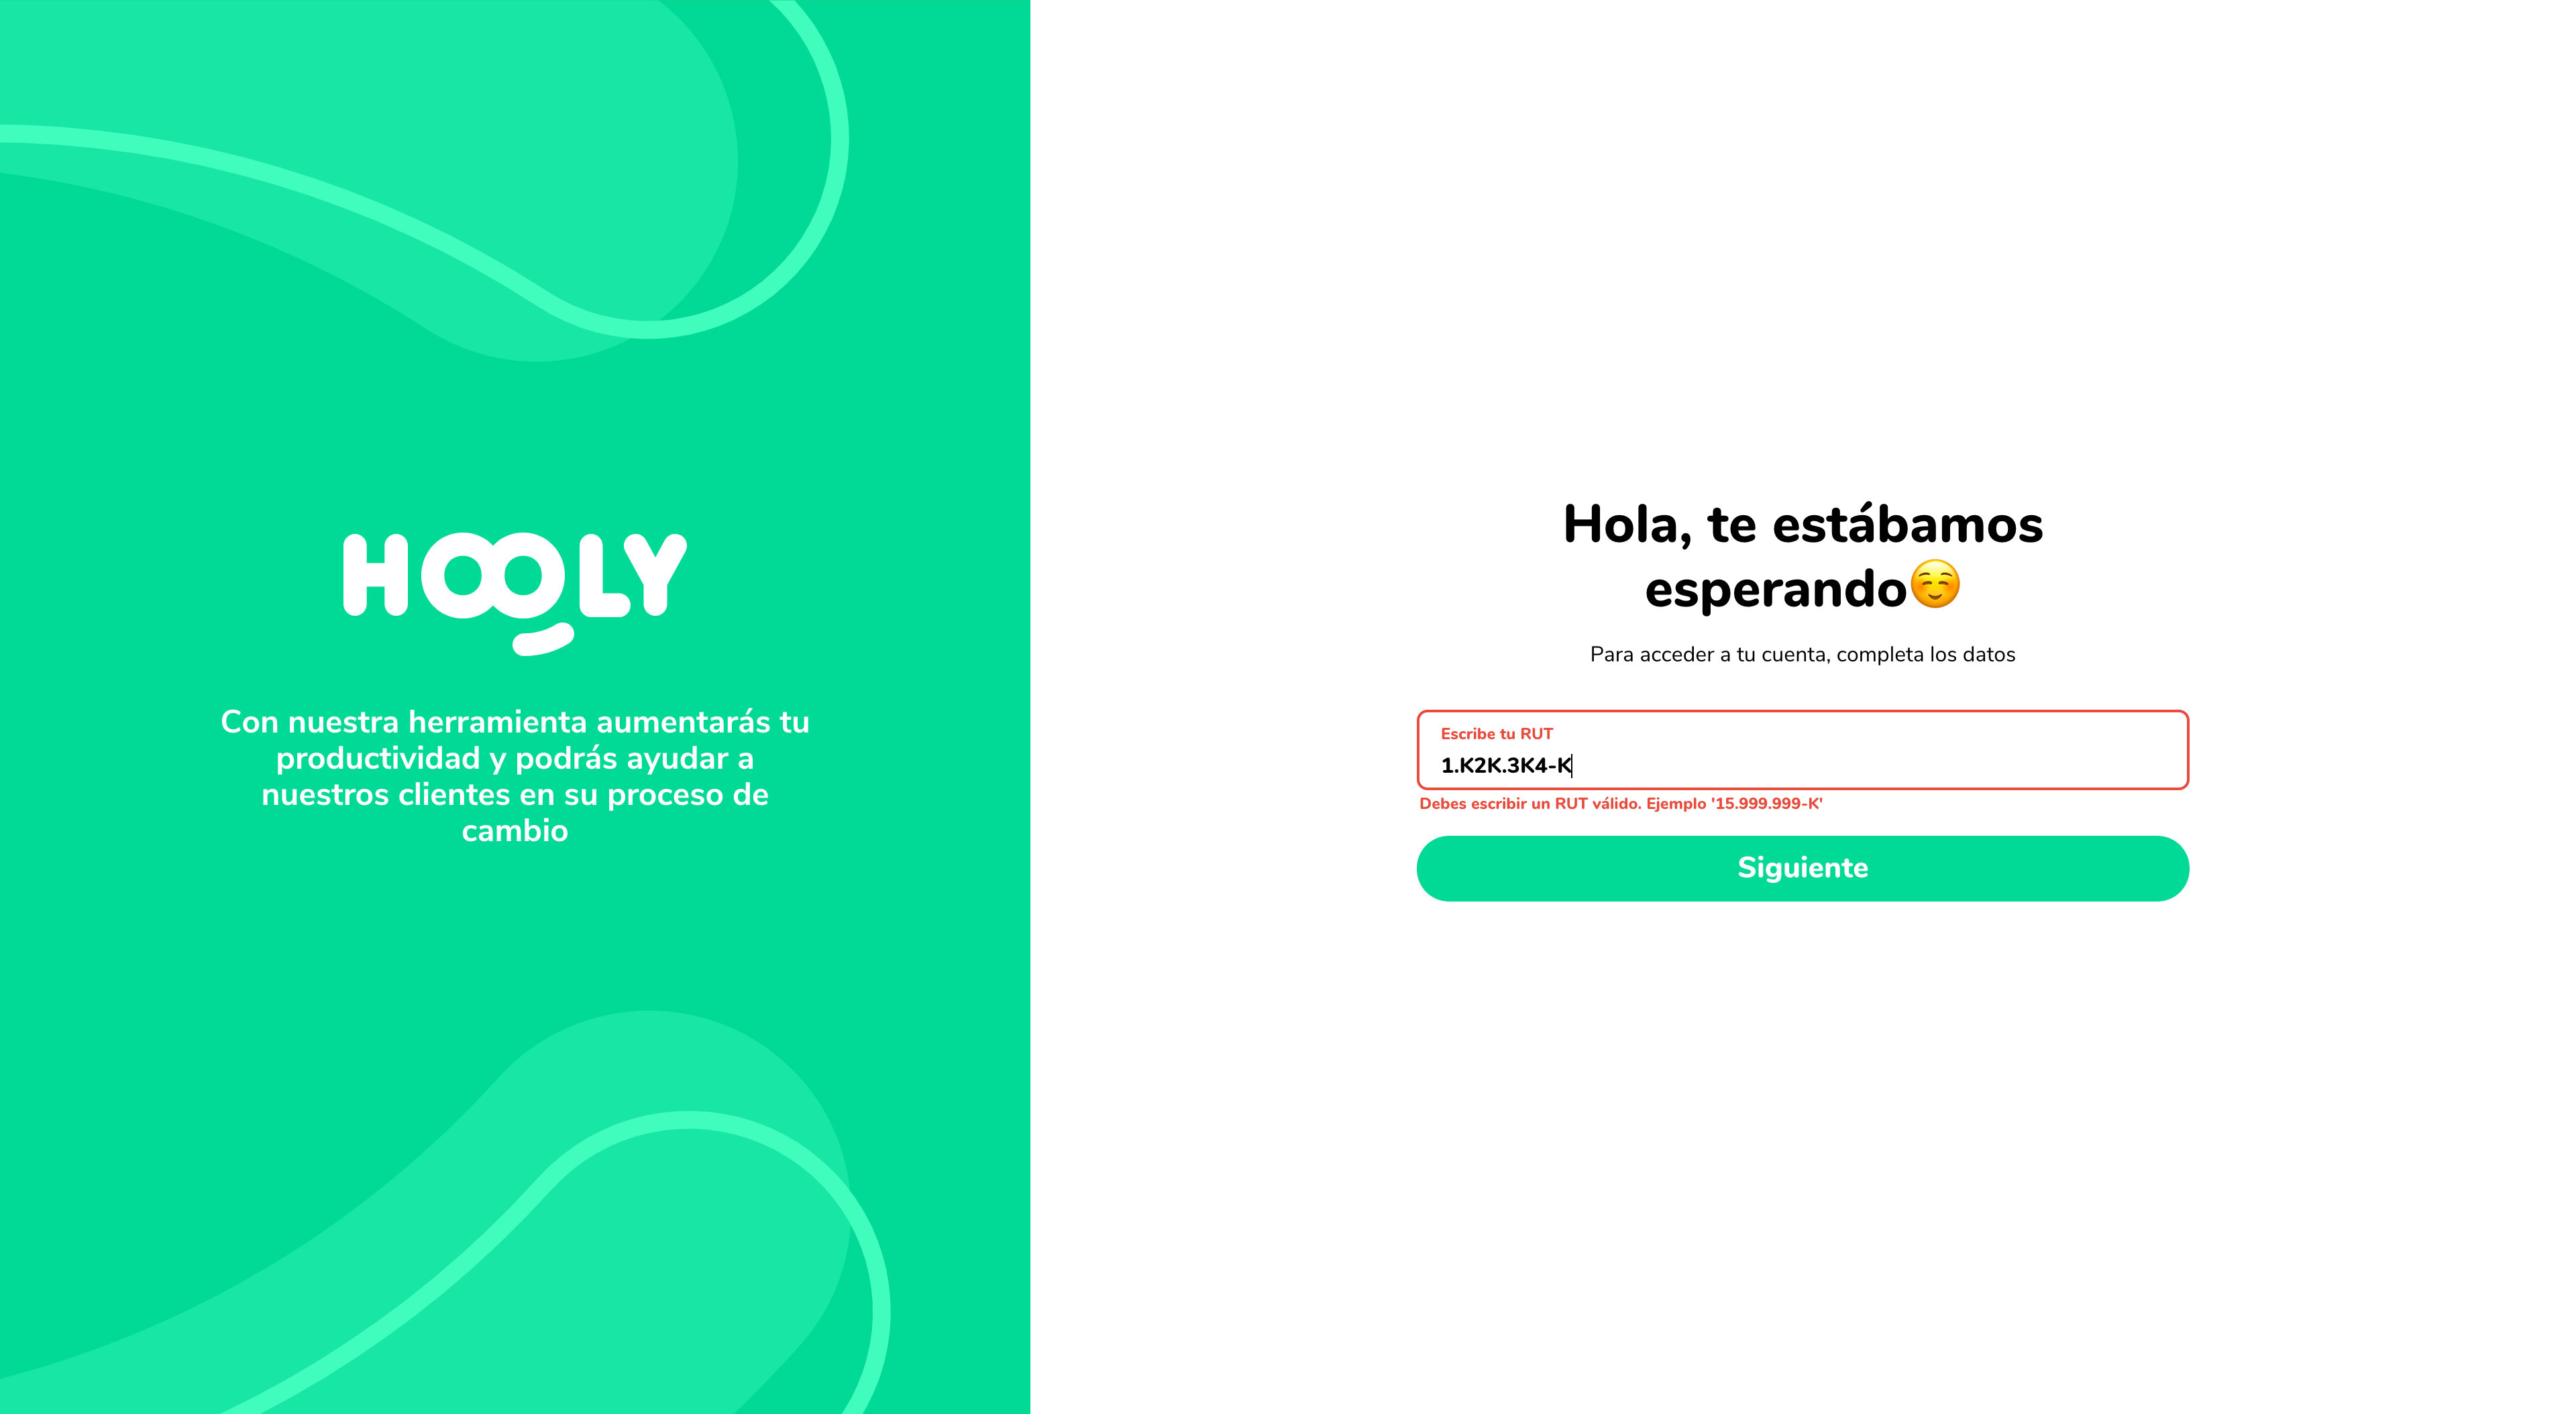 HOOLY
Con nuestra herramienta aumentarás tu
productividad y podrás ayudar a
nuestros clientes en su proceso de
cambio
Hola, te estábamos
esperando☺️
Para acceder a tu cuenta, completa los datos
Escribe tu RUT
1.K2K.3K4-K
Debes escribir un RUT válido. Ejemplo '15.999.999-K'
Siguiente